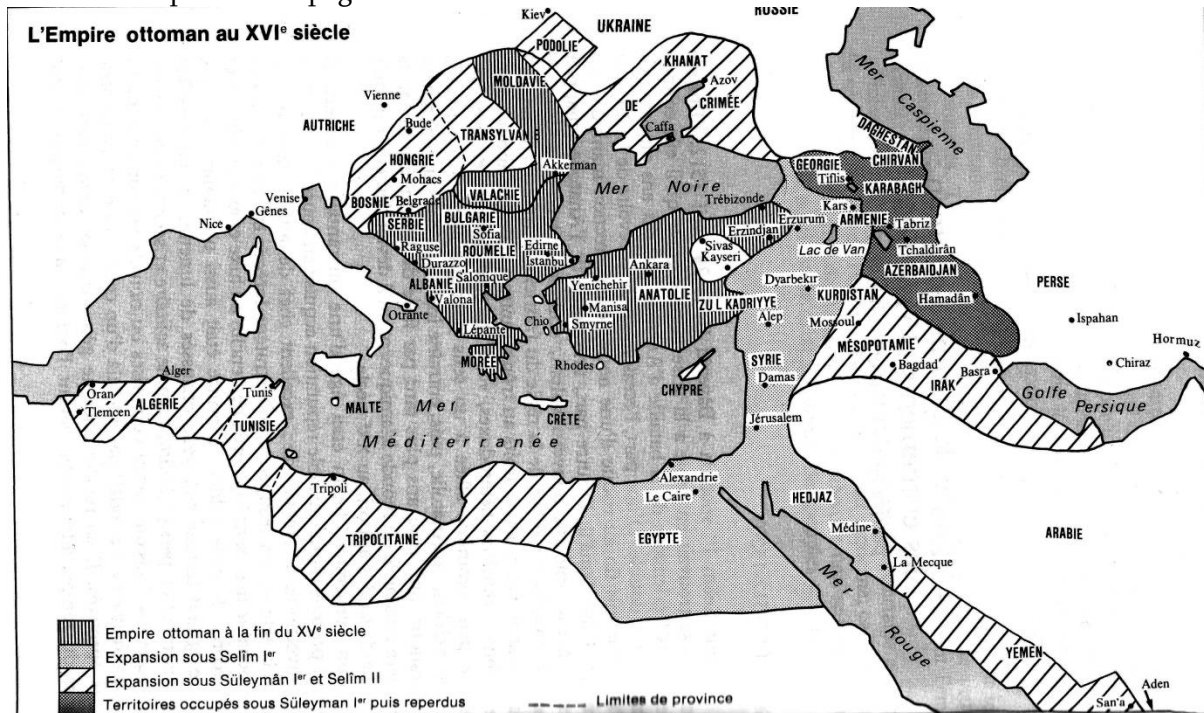 L'Empire ottoman au XVIe siècle
RUSSIE
Kiev
UKRAINE
PODOLIE
KHANAT
DE
CRIMÉE
Azov
Caffa
MOLDAVIE
Vienne
AUTRICHE
Bude
TRANSYLVANIE
HONGRIE
Mohacs
Akkerman
Mer Caspienne
DAGHESTAN
CHIRVAN
GEORGIE
Tiflis
KARABAGH
Venise
Gênes
Nice
BOSNIE
Belgrade
VALACHIE
SERBIE
BULGARIE
Sofia
Mer Noire
Trébizonde
Kars
ARMENIE
Tabriz
Erzurum
Erzindjan
Raguse
ROUMELIE
Edirne
Istanbul
Durazzo
Sivas
Kayseri
Lac de Van
Tchaldirân
AZERBAIDJAN
Hamadân
PERSE
Ispahan
Hormuz
Chiraz
ALBANIE
Salonique
Valona
Otrante
Yenichehir
Ankara
ANATOLIE
Manisa
Smyrne
Chio
Lépante
MORÉE
Rhodes
ZU L KADRIYYE
Dyarbekir
KURDISTAN
Alep
Mossoul
MÉSOPOTAMIE
Bagdad
IRAK
Basra
Golfe Persique
SYRIE
Damas
CHYPRE
Jérusalem
Alger
Oran
Tlemcen
ALGERIE
Tunis
TUNISIE
MALTE
Mer
Méditerranée
CRÈTE
Tripoli
TRIPOLITAINE
Alexandrie
Le Caire
EGYPTE
HEDJAZ
Médine
La Mecque
ARABIE
Mer Rouge
YEMEN
Aden
San'a
Empire ottoman à la fin du XVe siècle
Expansion sous Selîm Ier
Expansion sous Süleymân Ier et Selîm II
Territoires occupés sous Süleyman Ier puis reperdus
Limites de province